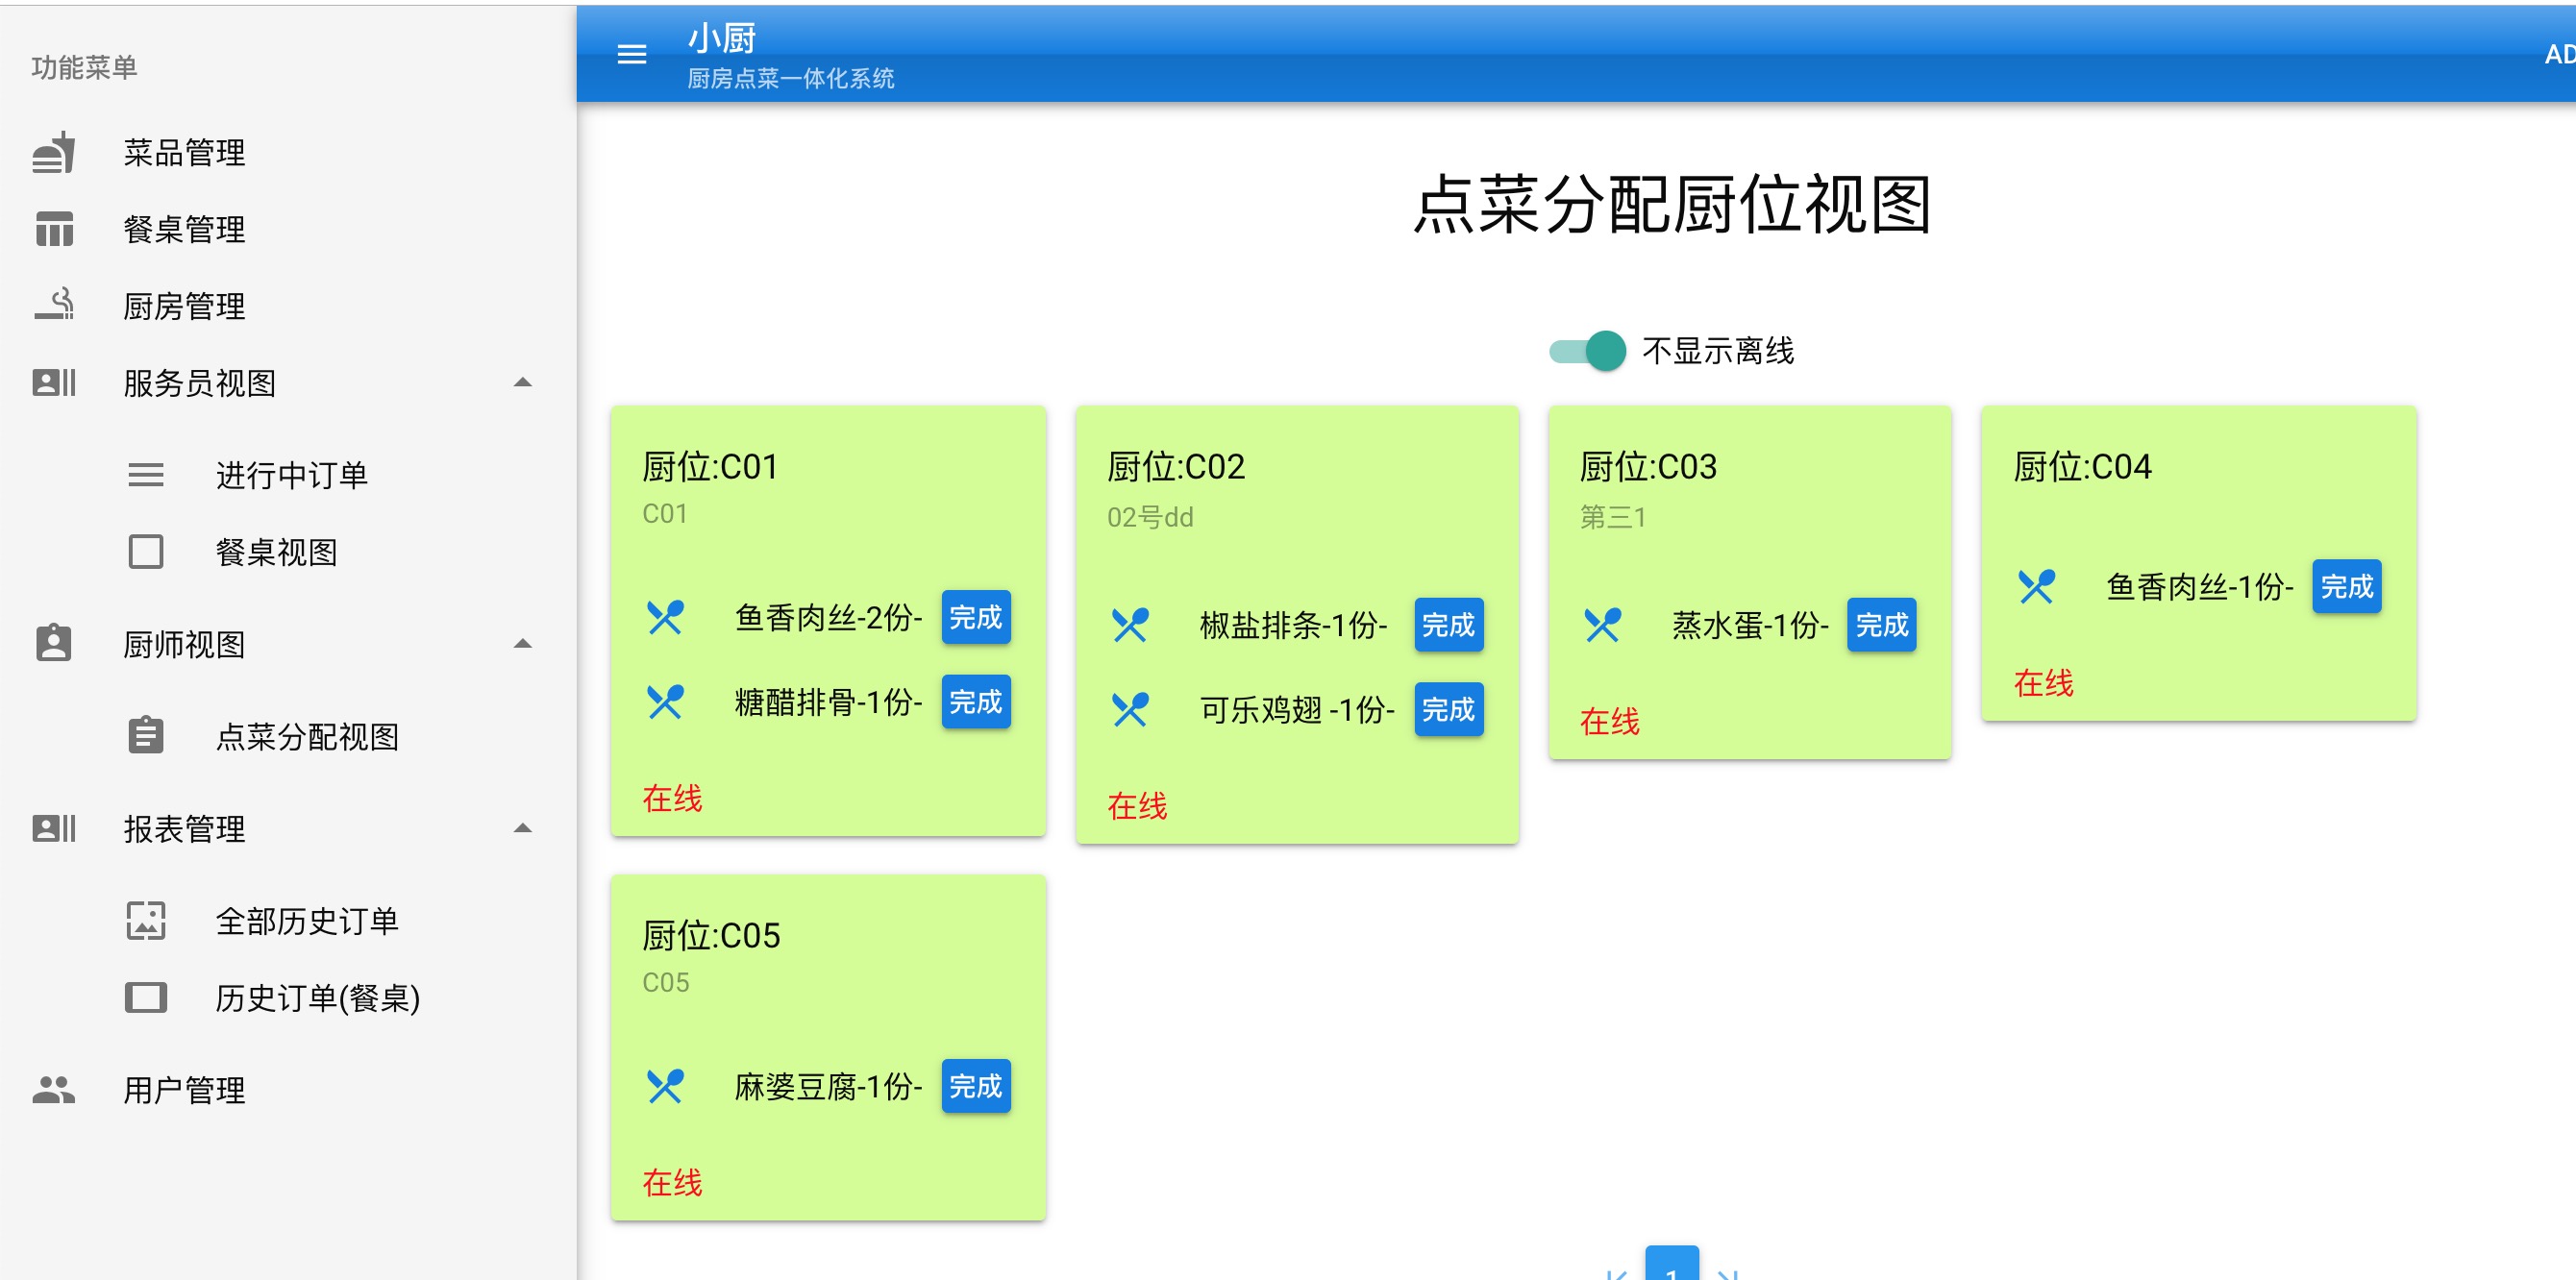 功能菜单
菜品管理
餐桌管理
厨房管理
服务员视图
进行中订单
餐桌视图
厨师视图
点菜分配视图
报表管理
全部历史订单
历史订单(餐桌)
用户管理
小厨
厨房点菜一体化系统
AD
点菜分配厨位视图
不显示离线
厨位:C01
C01
鱼香肉丝-2份- 完成
糖醋排骨-1份- 完成
在线
厨位:C02
02号dd
椒盐排条-1份- 完成
可乐鸡翅 -1份- 完成
在线
厨位:C03
第三1
蒸水蛋-1份- 完成
在线
厨位:C04
鱼香肉丝-1份- 完成
在线
厨位:C05
C05
麻婆豆腐-1份- 完成
在线
1